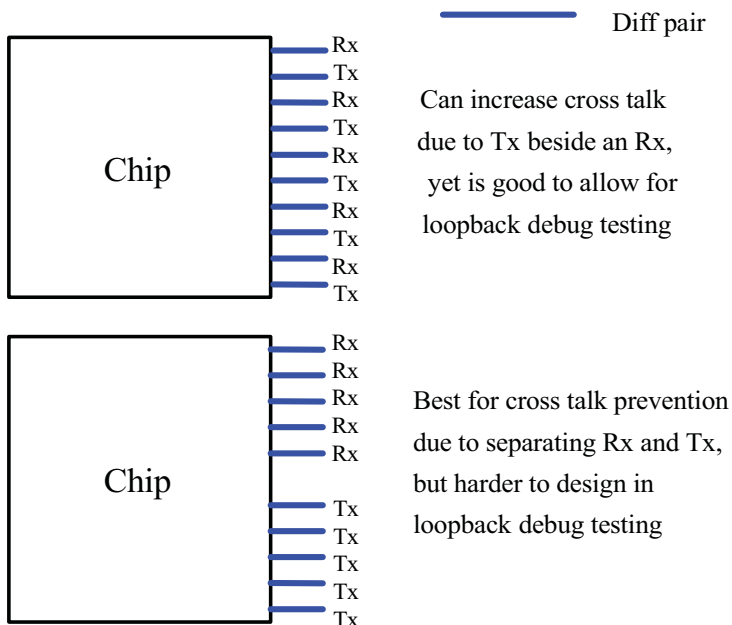 Diff pair
Rx
Tx
Rx
Tx
Rx
Tx
Rx
Tx
Rx
Tx
Chip
Can increase cross talk
due to Tx beside an Rx,
yet is good to allow for
loopback debug testing
Rx
Rx
Rx
Rx
Rx
Tx
Tx
Tx
Tx
Tx
Chip
Best for cross talk prevention
due to separating Rx and Tx,
but harder to design in
loopback debug testing